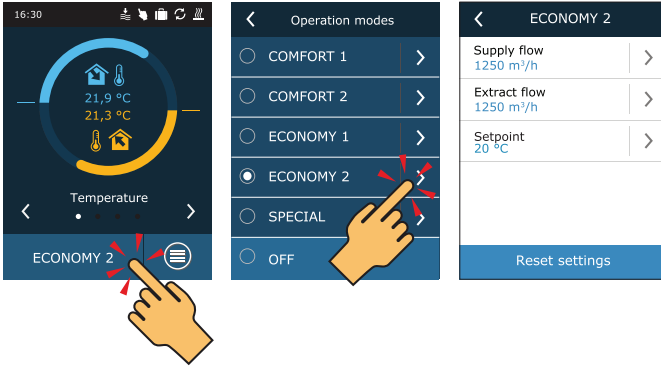 16:30
21,9 °C
21,3 °C
Temperature
ECONOMY 2
Operation modes
COMFORT 1
COMFORT 2
ECONOMY 1
ECONOMY 2
SPECIAL
OFF
ECONOMY 2
Supply flow
1250 m³/h
Extract flow
1250 m³/h
Setpoint
20 °C
Reset settings